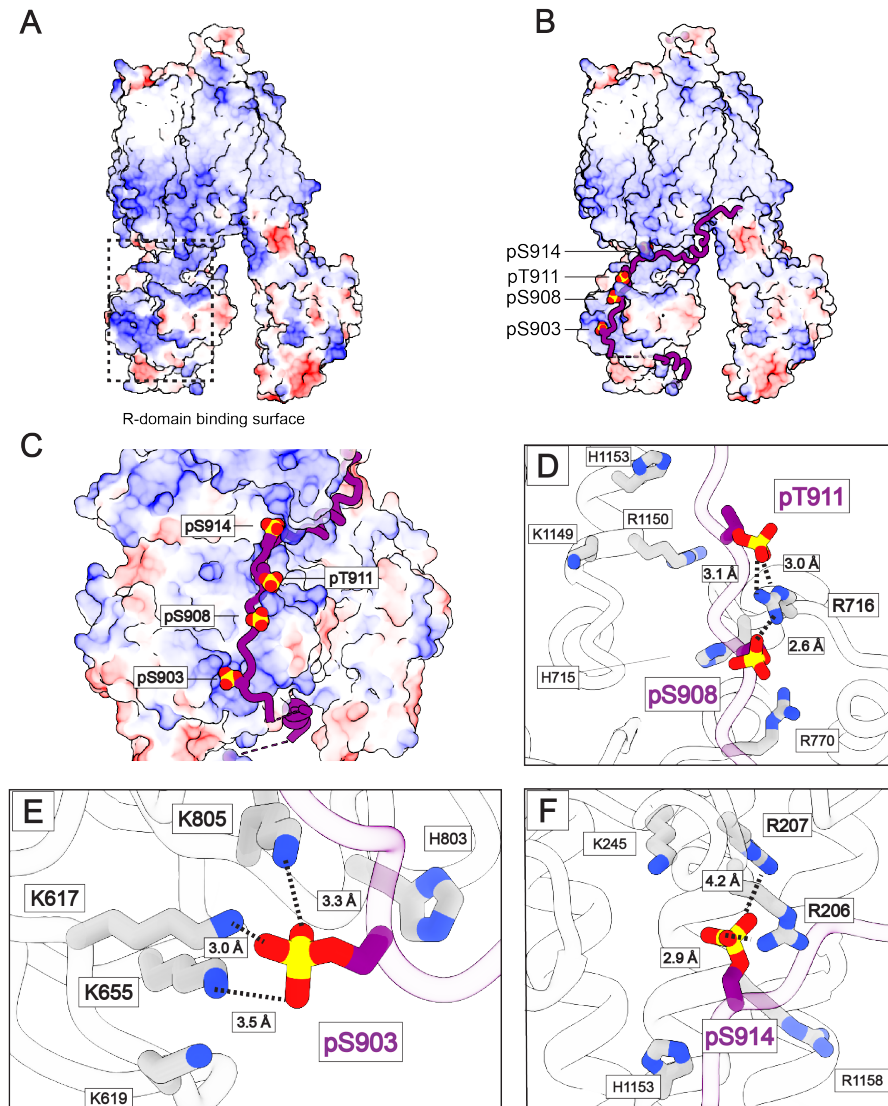 A
B
pS914
pT911
pS908
pS903
R-domain binding surface
C
pS914
pT911
pS908
pS903
D
H1153
pT911
R1150
K1149
3.1 Å
3.0 Å
R716
2.6 Å
H715
pS908
R770
E
K805
H803
K617
3.3 Å
3.0 Å
K655
3.5 Å
pS903
K619
F
R207
K245
4.2 Å
R206
2.9 Å
pS914
H1153
R1158